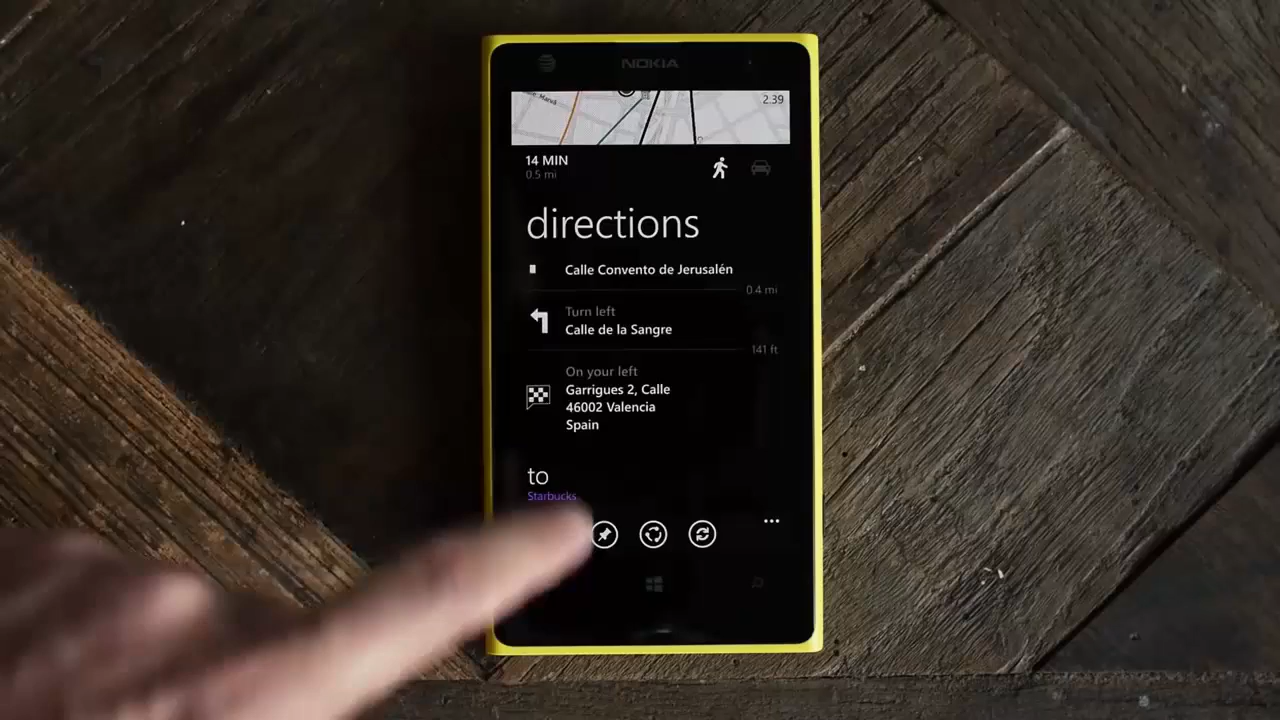 NOKIA
2:39
14 MIN
0.5 mi
directions
Calle Convento de Jerusalén
0.4 mi
Turn left
Calle de la Sangre
141 ft
On your left
Garrigues 2, Calle
46002 Valencia
Spain
to
Starbucks